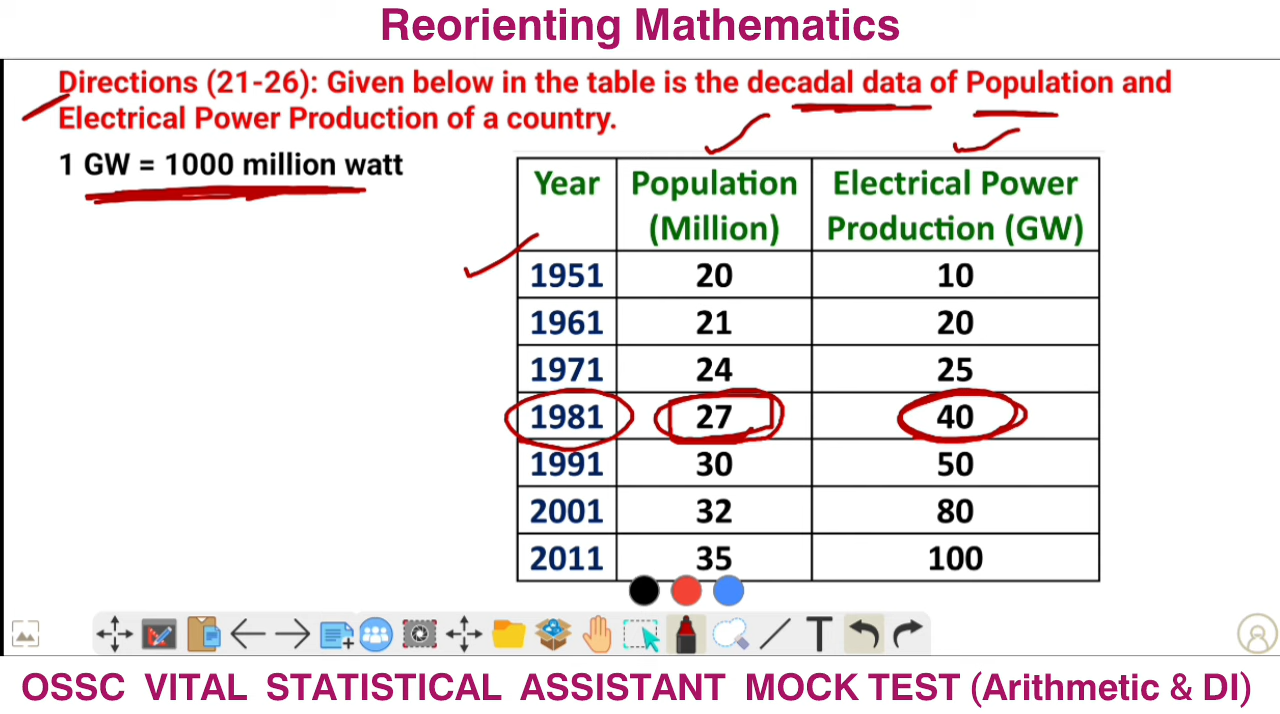 Reorienting Mathematics
Directions (21-26): Given below in the table is the decadal data of Population and
Electrical Power Production of a country.
1 GW = 1000 million watt
Year Population (Million) Electrical Power Production (GW)
1951 20 10
1961 21 20
1971 24 25
1981 27 40
1991 30 50
2001 32 80
2011 35 100
T
OSSC VITAL STATISTICAL ASSISTANT MOCK TEST (Arithmetic & DI)